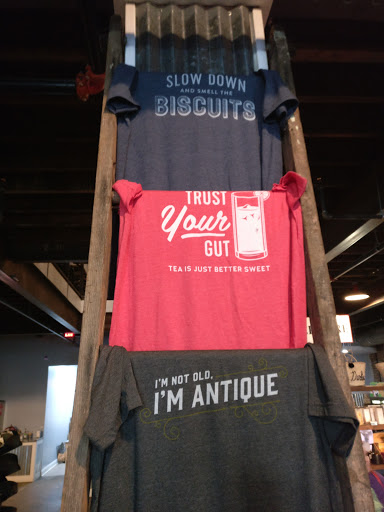 SLOW DOWN
AND SMELL THE
BISCUITS
TRUST
Your
GUT
TEA IS JUST BETTER SWEET
I'M NOT OLD,
I'M ANTIQUE